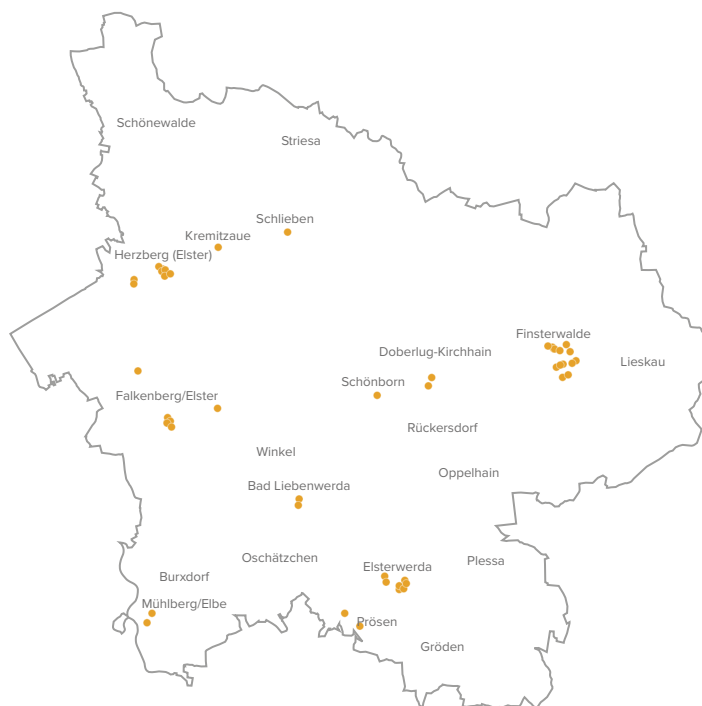 Schönewalde
Striesa
Schlieben
Kremitzaue
Herzberg (Elster)
Finsterwalde
Doberlug-Kirchhain
Lieskau
Schönborn
Falkenberg/Elster
Rückersdorf
Winkel
Oppelhain
Bad Liebenwerda
Oschätzchen
Plessa
Elsterwerda
Burxdorf
Mühlberg/Elbe
Prösen
Gröden